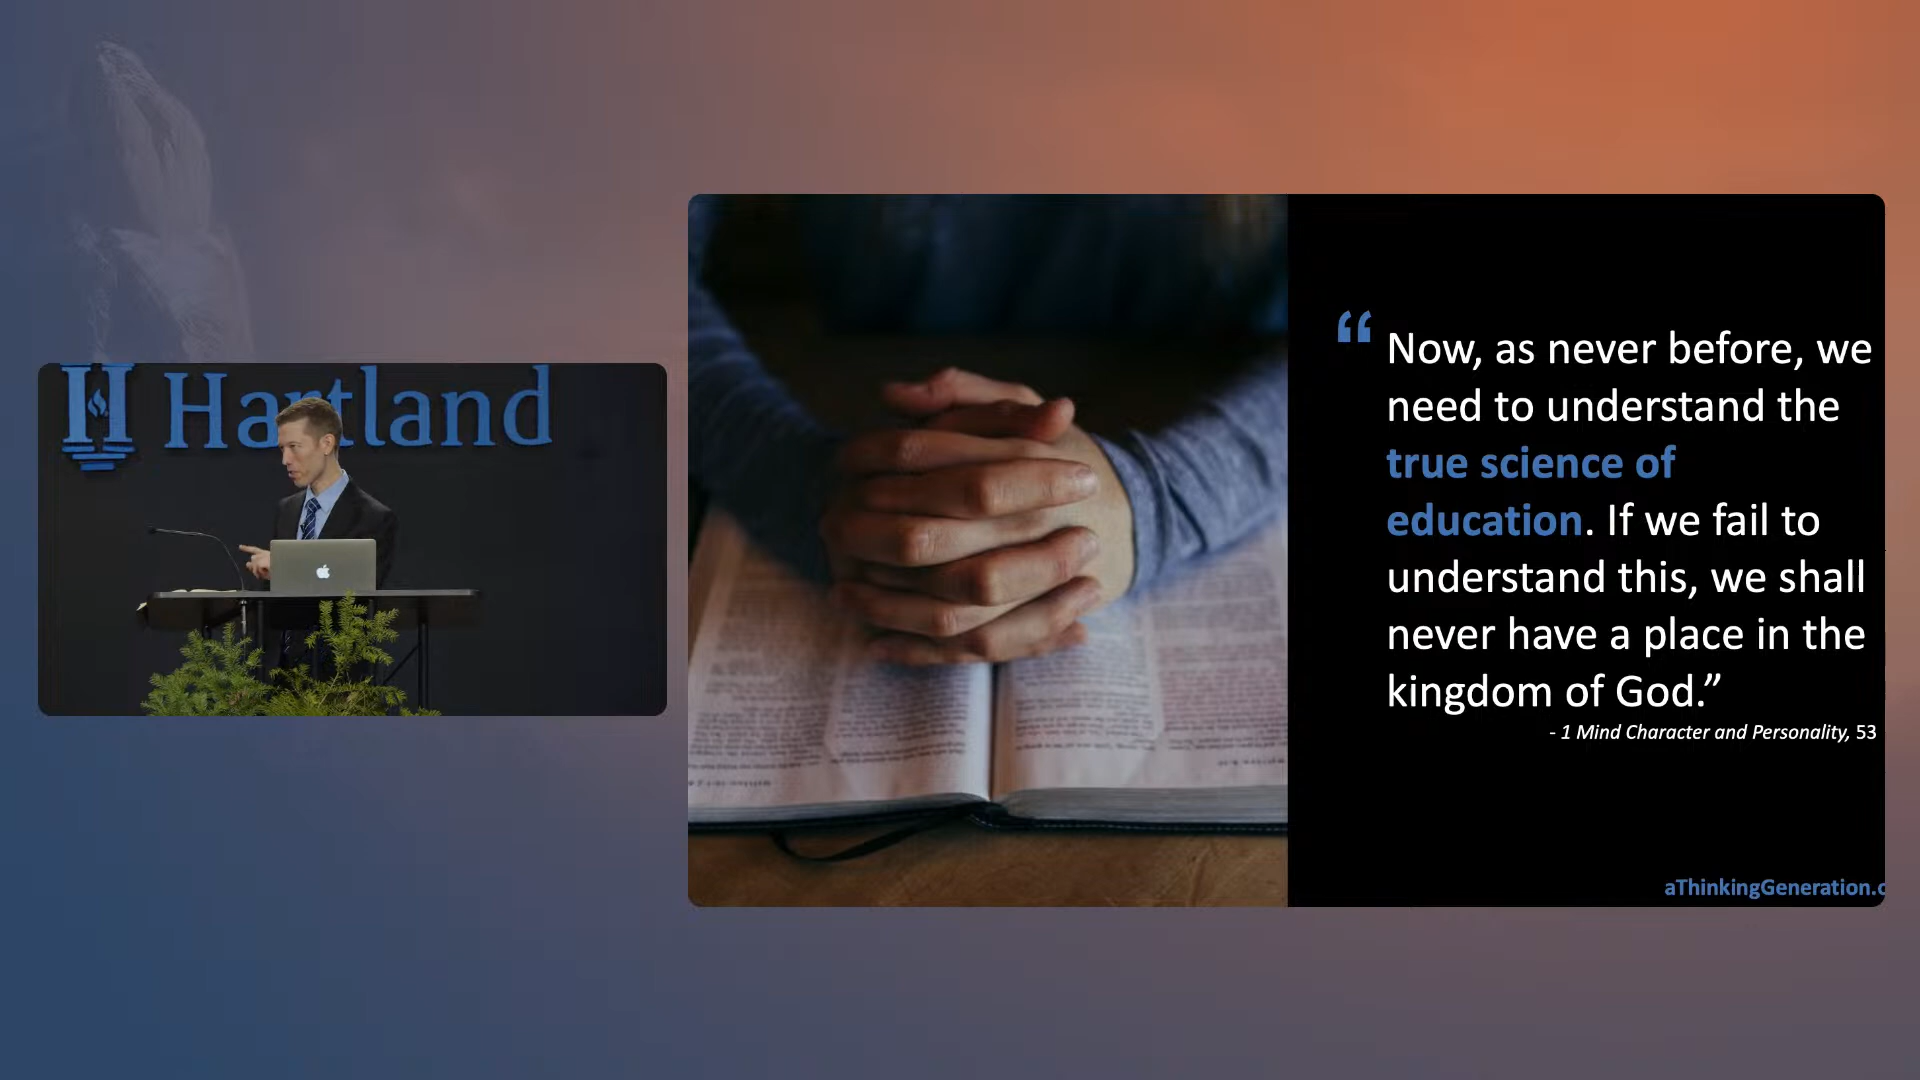 Hartland
“
Now, as never before, we
need to understand the
true science of
education. If we fail to
understand this, we shall
never have a place in the
kingdom of God.”
- 1 Mind Character and Personality, 53
aThinkingGeneration.c